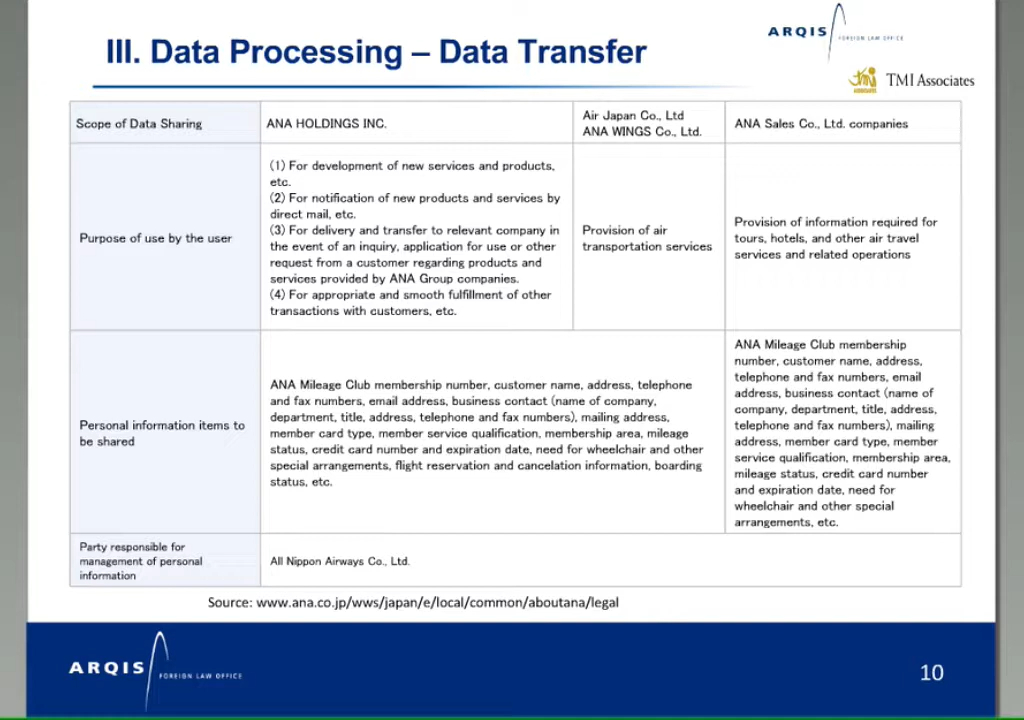 III. Data Processing – Data Transfer
ARQIS FOREIGN LAW OFFICE
TMI ASSOCIATES TMI Associates
Scope of Data Sharing
ANA HOLDINGS INC.
Air Japan Co., Ltd
ANA WINGS Co., Ltd.
ANA Sales Co., Ltd. companies
Purpose of use by the user
(1) For development of new services and products,
etc.
(2) For notification of new products and services by
direct mail, etc.
(3) For delivery and transfer to relevant company in
the event of an inquiry, application for use or other
request from a customer regarding products and
services provided by ANA Group companies.
(4) For appropriate and smooth fulfillment of other
transactions with customers, etc.
Provision of air
transportation services
Provision of information required for
tours, hotels, and other air travel
services and related operations
Personal information items to
be shared
ANA Mileage Club membership number, customer name, address, telephone
and fax numbers, email address, business contact (name of company,
department, title, address, telephone and fax numbers), mailing address,
member card type, member service qualification, membership area, mileage
status, credit card number and expiration date, need for wheelchair and other
special arrangements, flight reservation and cancelation information, boarding
status, etc.
ANA Mileage Club membership
number, customer name, address,
telephone and fax numbers, email
address, business contact (name of
company, department, title, address,
telephone and fax numbers), mailing
address, member card type, member
service qualification, membership area,
mileage status, credit card number
and expiration date, need for
wheelchair and other special
arrangements, etc.
Party responsible for
management of personal
information
All Nippon Airways Co., Ltd.
Source: www.ana.co.jp/wws/japan/e/local/common/aboutana/legal
ARQIS FOREIGN LAW OFFICE
10